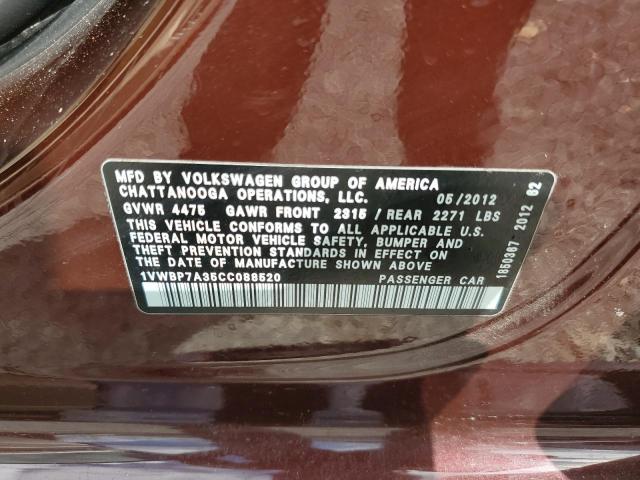 MFD BY VOLKSWAGEN GROUP OF AMERICA
CHATTANOOGA OPERATIONS, LLC. 05/2012
GVWR 4475 GAWR FRONT 2315/REAR 2271 LBS
THIS VEHICLE CONFORMS TO ALL APPLICABLE U.S.
FEDERAL MOTOR VEHICLE SAFETY, BUMPER AND
THEFT PREVENTION STANDARDS IN EFFECT ON
THE DATE OF MANUFACTURE SHOWN ABOVE
1VWBP7A35CC088520 PASSENGER CAR
1850367 2012 G2